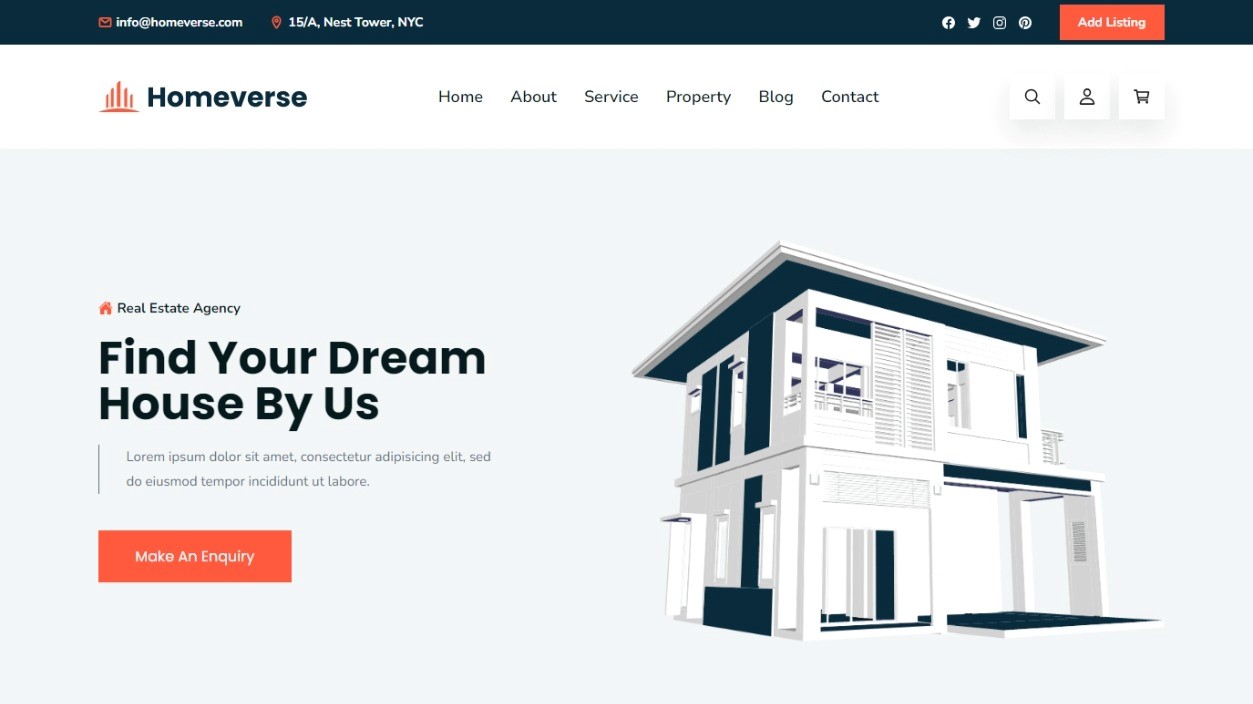 info@homeverse.com
15/A, Nest Tower, NYC
Add Listing
Homeverse
Home
About
Service
Property
Blog
Contact
Real Estate Agency
Find Your Dream
House By Us
Lorem ipsum dolor sit amet, consectetur adipisicing elit, sed
do eiusmod tempor incididunt ut labore.
Make An Enquiry